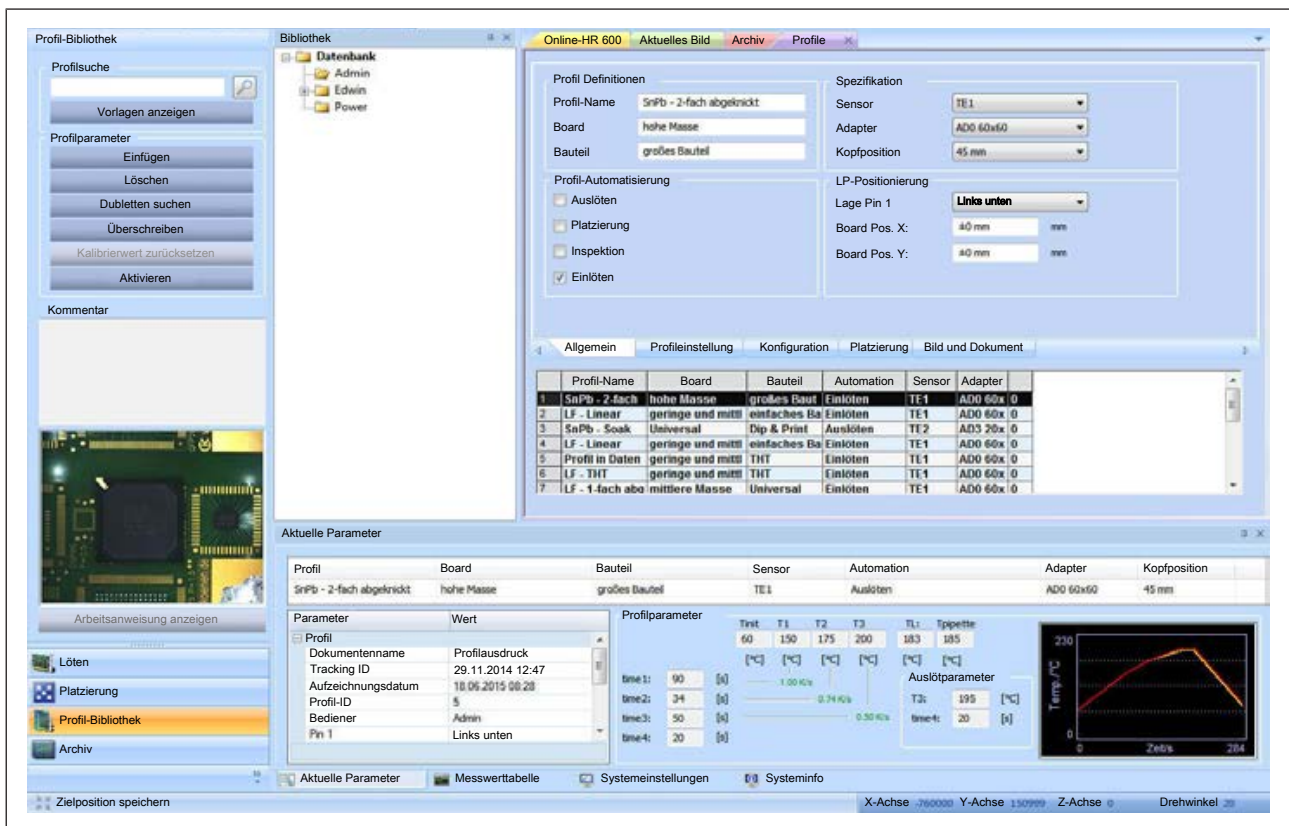 Profil-Bibliothek
Profilsuche
Vorlagen anzeigen
Profilparameter
Einfügen
Löschen
Dubletten suchen
Überschreiben
Kalibrierwert zurücksetzen
Aktivieren
Kommentar
Arbeitsanweisung anzeigen
Löten
Platzierung
Profil-Bibliothek
Archiv
Bibliothek
Datenbank
Admin
Edwin
Power
Online-HR 600 Aktuelles Bild Archiv Profile
Profil Definitionen
Profil-Name SnPb - 2-fach abgeknickt
Board hohe Masse
Bauteil großes Bauteil
Spezifikation
Sensor TE1
Adapter AD0 60x60
Kopfposition 45 mm
Profil-Automatisierung
Auslöten
Platzierung
Inspektion
Einlöten
LP-Positionierung
Lage Pin 1 Links unten
Board Pos. X: ±0 mm mm
Board Pos. Y: ±0 mm mm
Allgemein Profileinstellung Konfiguration Platzierung Bild und Dokument
Profil-Name Board Bauteil Automation Sensor Adapter
1 SnPb - 2-fach hohe Masse großes Baut Einlöten TE1 AD0 60x 0
2 LF - Linear geringe und mittl einfaches Ba Einlöten TE1 AD0 60x 0
3 SnPb - Soak Universal Dip & Print Auslöten TE2 AD3 20x 0
4 LF - Linear geringe und mittl einfaches Ba Einlöten TE1 AD0 60x 0
5 Profil in Daten geringe und mittl THT Einlöten TE1 AD0 60x 0
6 LF - THT geringe und mittl THT Einlöten TE1 AD0 60x 0
7 LF - 1-fach abg mittlere Masse Universal Einlöten TE1 AD0 60x 0
Aktuelle Parameter
Profil Board Bauteil Sensor Automation Adapter Kopfposition
SnPb - 2-fach abgeknickt hohe Masse großes Bauteil TE1 Auslöten AD0 60x60 45 mm
Parameter Wert
Profil
Dokumentenname Profilausdruck
Tracking ID 29.11.2014 12:47
Aufzeichnungsdatum 18.06.2015 08:28
Profil-ID 5
Bediener Admin
Pin 1 Links unten
Profilparameter
Tinit T1 T2 T3 TL: Tpipette
60 150 175 200 183 185
[°C] [°C] [°C] [°C] [°C] [°C]
time1: 90 [s] 1.00 K/s
time2: 34 [s] 0.74 K/s
time3: 50 [s] 0.50 K/s
time4: 20 [s]
Auslötparameter
T3: 195 [°C]
time4: 20 [s]
230
Temp./°C
0
0 Zeit/s 284
Aktuelle Parameter Messwerttabelle Systemeinstellungen Systeminfo
Zielposition speichern X-Achse -760000 Y-Achse 150999 Z-Achse 0 Drehwinkel